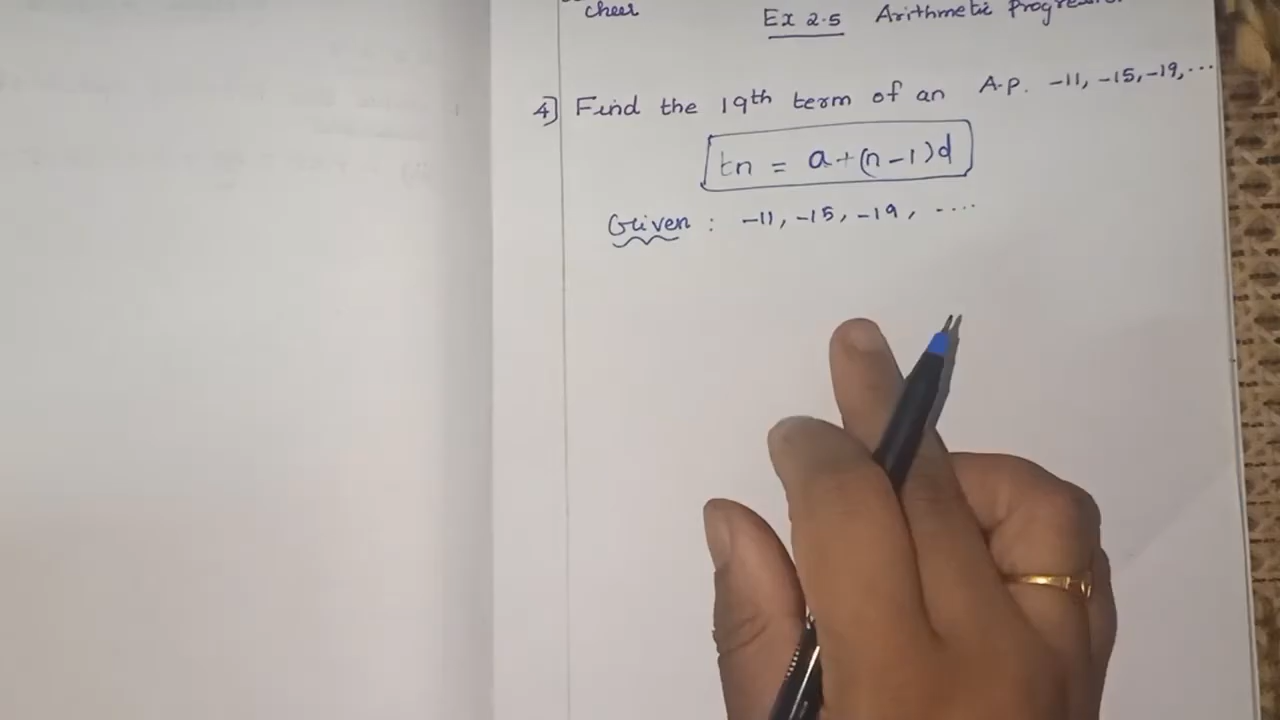 cheer
Ex 2.5 Arithmetic
4] Find the 19th term of an A.P. -11, -15, -19, ...
tn = a+(n-1)d
Given : -11, -15, -19, ....